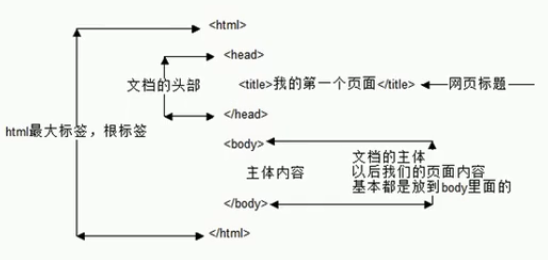 <html>
<head>
文档的头部
<title>我的第一个页面</title>
网页标题
</head>
html最大标签，根标签
<body>
文档的主体
以后我们的页面内容
基本都是放到body里面的
主体内容
</body>
</html>